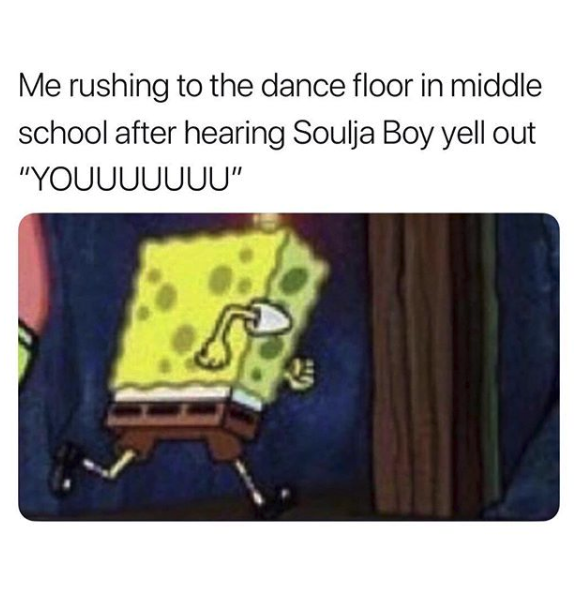 Me rushing to the dance floor in middle
school after hearing Soulja Boy yell out
"YOUUUUUUU"